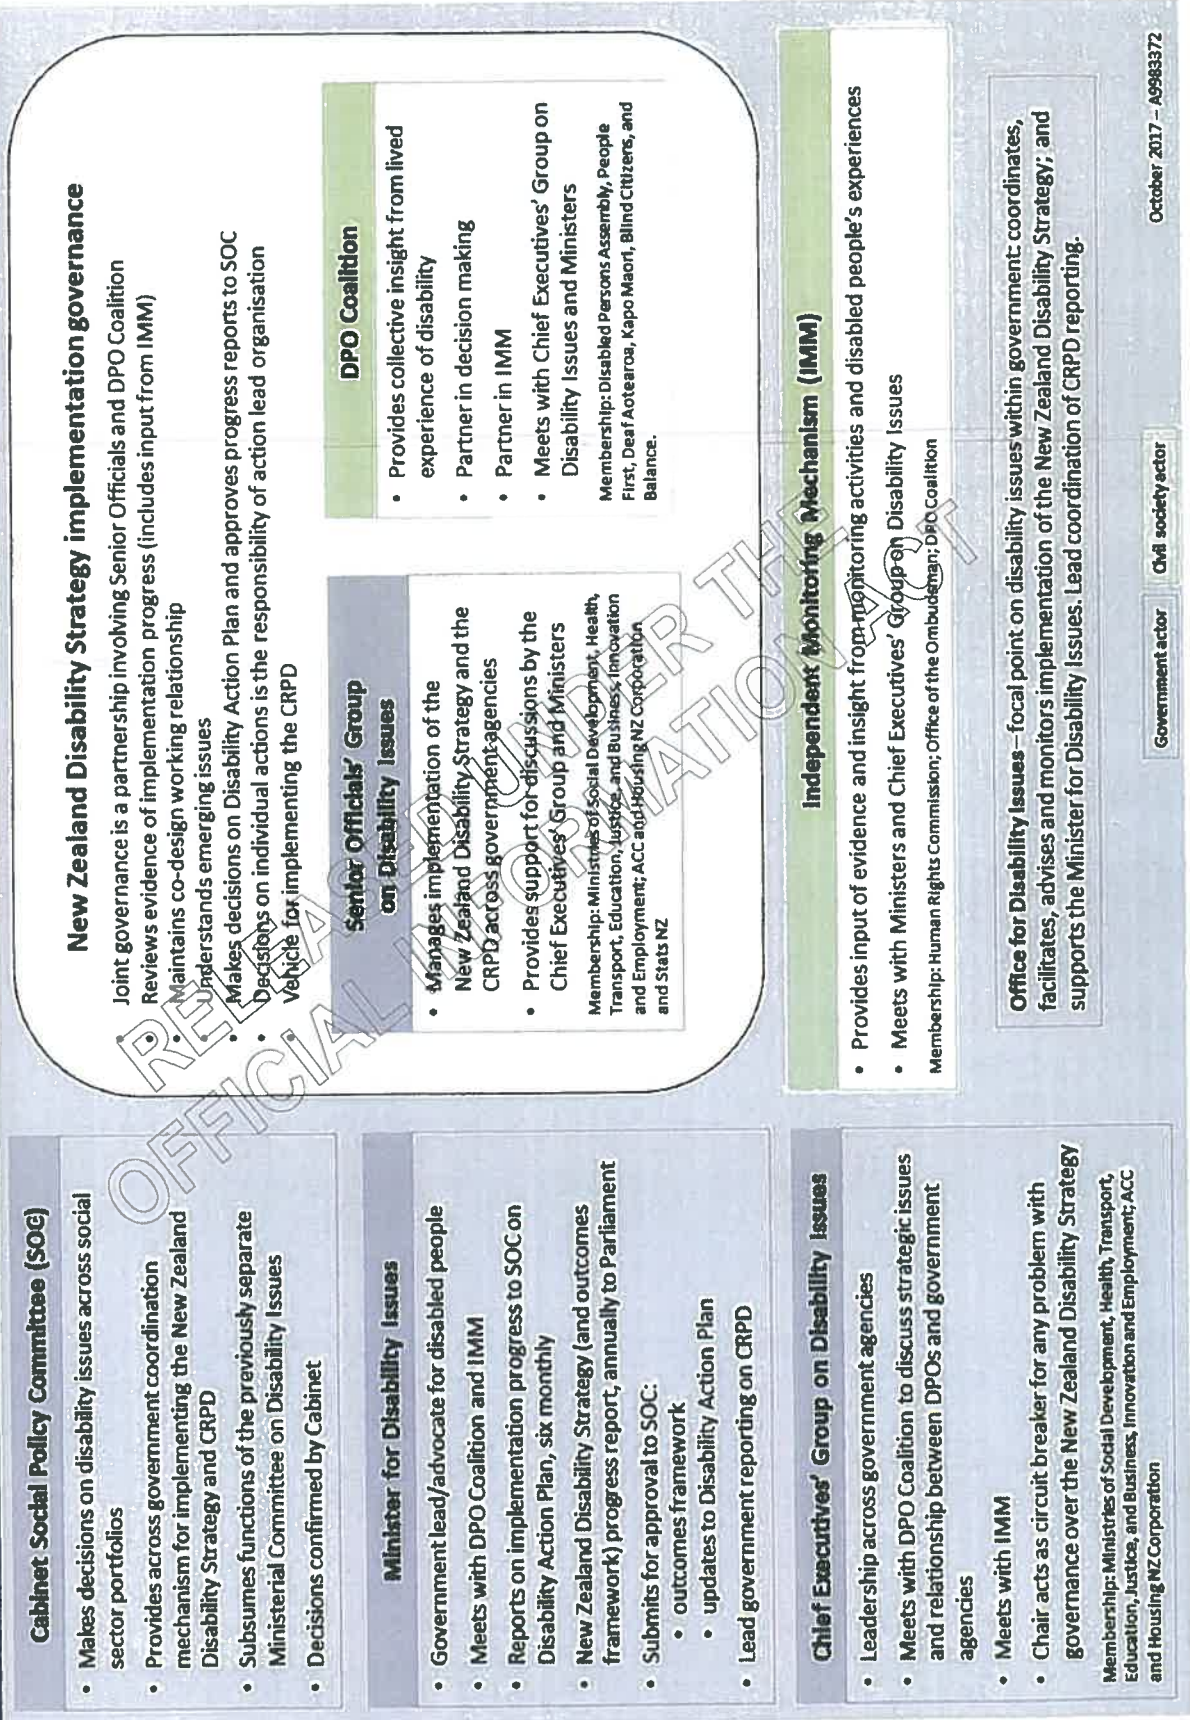 Cabinet Social Policy Committee (SOC)
• Makes decisions on disability issues across social
sector portfolios
• Provides across government coordination
mechanism for implementing the New Zealand
Disability Strategy and CRPD
• Subsumes functions of the previously separate
Ministerial Committee on Disability Issues
• Decisions confirmed by Cabinet
Minister for Disability Issues
• Government lead/advocate for disabled people
• Meets with DPO Coalition and IMM
• Reports on implementation progress to SOC on
Disability Action Plan, six monthly
• New Zealand Disability Strategy (and outcomes
framework) progress report, annually to Parliament
• Submits for approval to SOC:
• outcomes framework
• updates to Disability Action Plan
• Lead government reporting on CRPD
Chief Executives' Group on Disability Issues
• Leadership across government agencies
• Meets with DPO Coalition to discuss strategic issues
and relationship between DPOs and government
agencies
• Meets with IMM
• Chair acts as circuit breaker for any problem with
governance over the New Zealand Disability Strategy
Membership: Ministries of Social Development, Health, Transport,
Education, Justice, and Business, Innovation and Employment; ACC
and Housing NZ Corporation
New Zealand Disability Strategy implementation governance
• Joint governance is a partnership involving Senior Officials and DPO Coalition
• Reviews evidence of implementation progress (includes input from IMM)
• Maintains co-design working relationship
• Understands emerging issues
• Makes decisions on Disability Action Plan and approves progress reports to SOC
• Decisions on individual actions is the responsibility of action lead organisation
• Vehicle for implementing the CRPD
Senior Officials' Group
on Disability Issues
• Manages implementation of the
New Zealand Disability Strategy and the
CRPD across government agencies
• Provides support for discussions by the
Chief Executives' Group and Ministers
Membership: Ministries of Social Development, Health,
Transport, Education, Justice, and Business, Innovation
and Employment; ACC and Housing NZ Corporation
and Stats NZ
DPO Coalition
• Provides collective insight from lived
experience of disability
• Partner in decision making
• Partner in IMM
• Meets with Chief Executives' Group on
Disability Issues and Ministers
Membership: Disabled Persons Assembly, People
First, Deaf Aotearoa, Kapo Maori, Blind Citizens, and
Balance.
Independent Monitoring Mechanism (IMM)
• Provides input of evidence and insight from monitoring activities and disabled people's experiences
• Meets with Ministers and Chief Executives' Group on Disability Issues
Membership: Human Rights Commission; Office of the Ombudsman; DPO Coalition
Office for Disability Issues – focal point on disability issues within government: coordinates,
facilitates, advises and monitors implementation of the New Zealand Disability Strategy; and
supports the Minister for Disability Issues. Lead coordination of CRPD reporting.
Government actor
Civil society actor
October 2017 – A9983372
RELEASED UNDER THE
OFFICIAL INFORMATION ACT